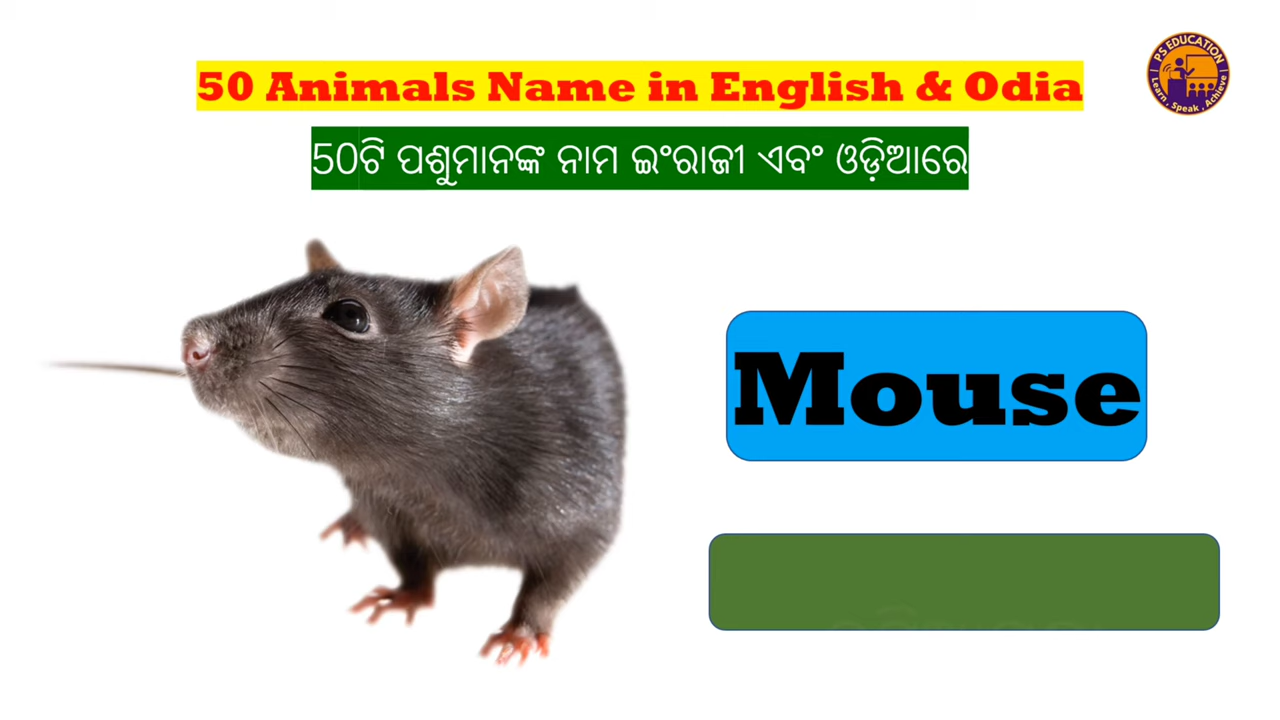 50 Animals Name in English & Odia
50ଟି ପଶୁମାନଙ୍କ ନାମ ଇଂରାଜୀ ଏବଂ ଓଡ଼ିଆରେ
PS EDUCATION
Learn , Speak , Achieve
Mouse